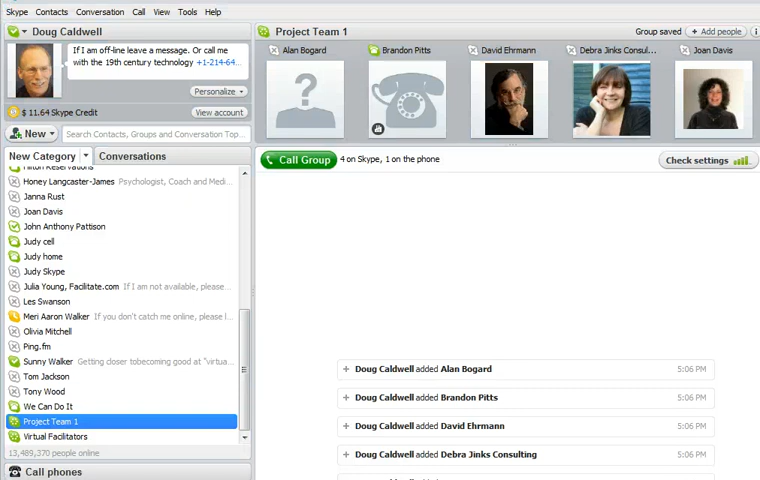 Skype Contacts Conversation Call View Tools Help
Doug Caldwell
If I am off-line leave a message. Or call me
with the 19th century technology +1-214-64...
Personalize
$ 11.64 Skype Credit
View account
New
Search Contacts, Groups and Conversation Top...
New Category
Conversations
Hilton Reservations
Honey Langcaster-James Psychologist, Coach and Medi...
Janna Rust
Joan Davis
John Anthony Pattison
Judy cell
Judy home
Judy Skype
Julia Young, Facilitate.com If I am not available, please...
Les Swanson
Meri Aaron Walker If you don't catch me online, please l...
Olivia Mitchell
Ping.fm
Sunny Walker Getting closer tobecoming good at "virtua...
Tom Jackson
Tony Wood
We Can Do It
Project Team 1
Virtual Facilitators
13,489,370 people online
Call phones
Project Team 1
Group saved
+ Add people
Alan Bogard
Brandon Pitts
David Ehrmann
Debra Jinks Consul...
Joan Davis
Call Group
4 on Skype, 1 on the phone
Check settings
+ Doug Caldwell added Alan Bogard 5:06 PM
+ Doug Caldwell added Brandon Pitts 5:06 PM
+ Doug Caldwell added David Ehrmann 5:06 PM
+ Doug Caldwell added Debra Jinks Consulting 5:06 PM